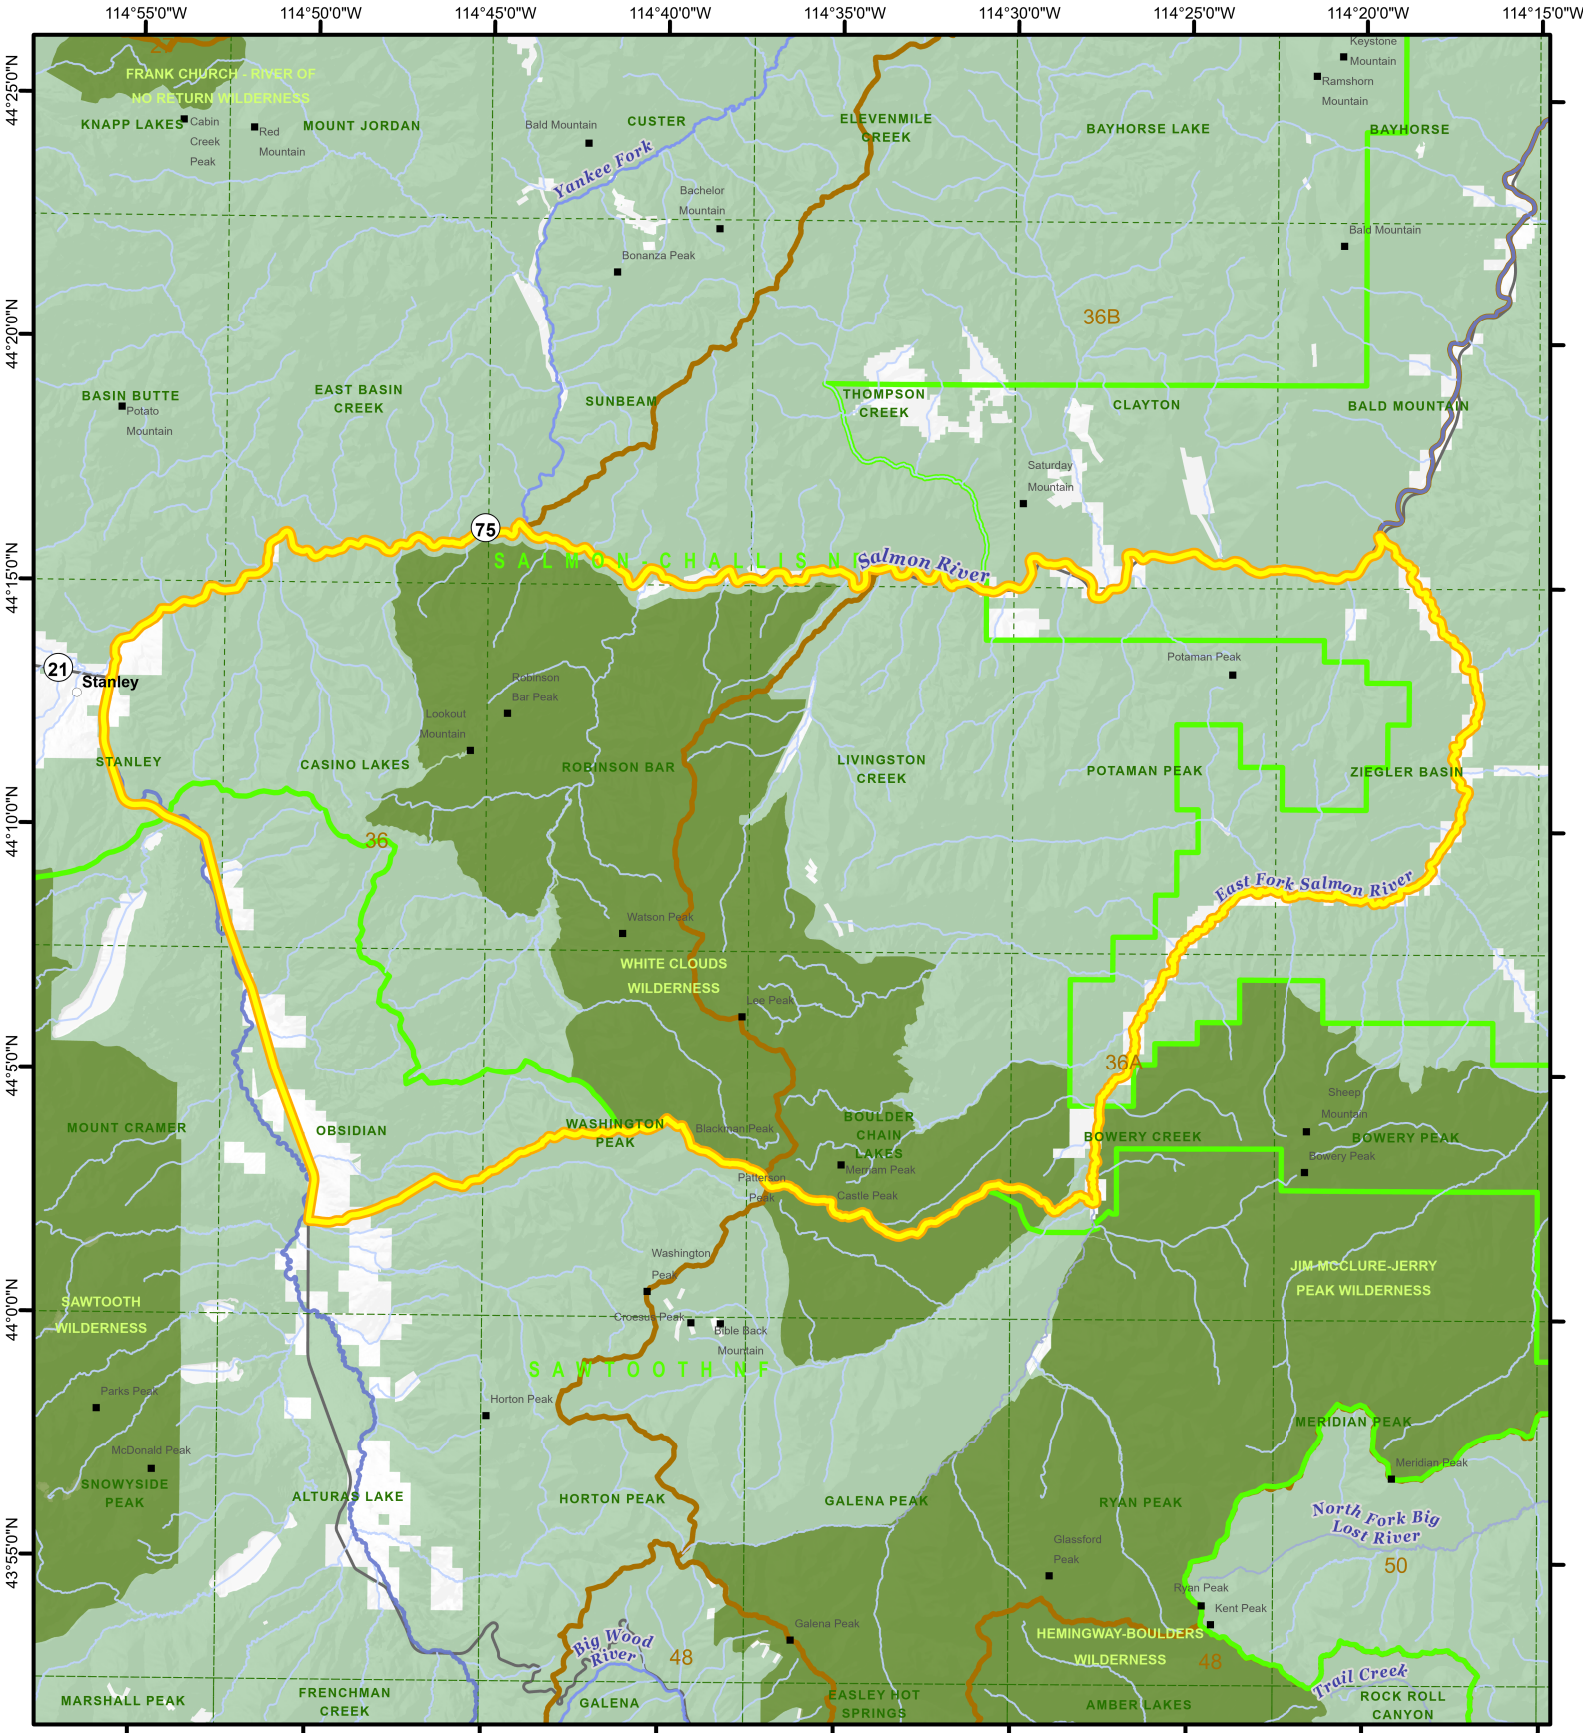 114°55'0"W
114°50'0"W
114°45'0"W
114°40'0"W
114°35'0"W
114°30'0"W
114°25'0"W
114°20'0"W
114°15'0"W
44°25'0"N
44°20'0"N
44°15'0"N
44°10'0"N
44°5'0"N
44°0'0"N
43°55'0"N
FRANK CHURCH - RIVER OF
NO RETURN WILDERNESS
KNAPP LAKES
Cabin
Creek
Peak
Red
Mountain
MOUNT JORDAN
Bald Mountain
CUSTER
Yankee Fork
Bachelor
Mountain
Bonanza Peak
ELEVENMILE
CREEK
BAYHORSE LAKE
Keystone
Mountain
Ramshorn
Mountain
BAYHORSE
Bald Mountain
36B
BASIN BUTTE
Potato
Mountain
EAST BASIN
CREEK
SUNBEAM
THOMPSON
CREEK
CLAYTON
BALD MOUNTAIN
Saturday
Mountain
75
SALMON-CHALLIS NF
Salmon River
21
Stanley
STANLEY
CASINO LAKES
Robinson
Bar Peak
Lookout
Mountain
ROBINSON BAR
LIVINGSTON
CREEK
Potaman Peak
POTAMAN PEAK
ZIEGLER BASIN
36
East Fork Salmon River
Watson Peak
WHITE CLOUDS
WILDERNESS
Lee Peak
36A
MOUNT CRAMER
OBSIDIAN
WASHINGTON
PEAK
Blackman Peak
BOULDER
CHAIN
LAKES
Merriam Peak
BOWERY CREEK
Sheep
Mountain
BOWERY PEAK
Bowery Peak
Patterson
Peak
Castle Peak
Washington
Peak
Croesus Peak
Bible Back
Mountain
JIM MCCLURE-JERRY
PEAK WILDERNESS
SAWTOOTH
WILDERNESS
SAWTOOTH NF
Parks Peak
Horton Peak
McDonald Peak
SNOWYSIDE
PEAK
ALTURAS LAKE
HORTON PEAK
GALENA PEAK
RYAN PEAK
MERIDIAN PEAK
Meridian Peak
North Fork Big
Lost River
50
Glassford
Peak
Ryan Peak
Kent Peak
Galena Peak
Big Wood
River
48
HEMINGWAY-BOULDERS
WILDERNESS
48
Trail Creek
MARSHALL PEAK
FRENCHMAN
CREEK
GALENA
EASLEY HOT
SPRINGS
AMBER LAKES
ROCK ROLL
CANYON